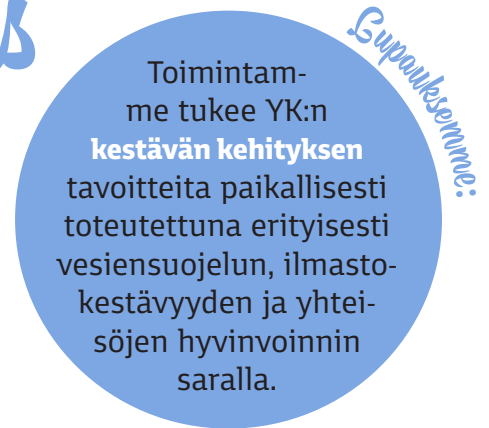 Lupauksemme:
Toimintam-
me tukee YK:n
kestävän kehityksen
tavoitteita paikallisesti
toteutettuna erityisesti
vesiensuojelun, ilmasto-
kestävyyden ja yhtei-
söjen hyvinvoinnin
saralla.